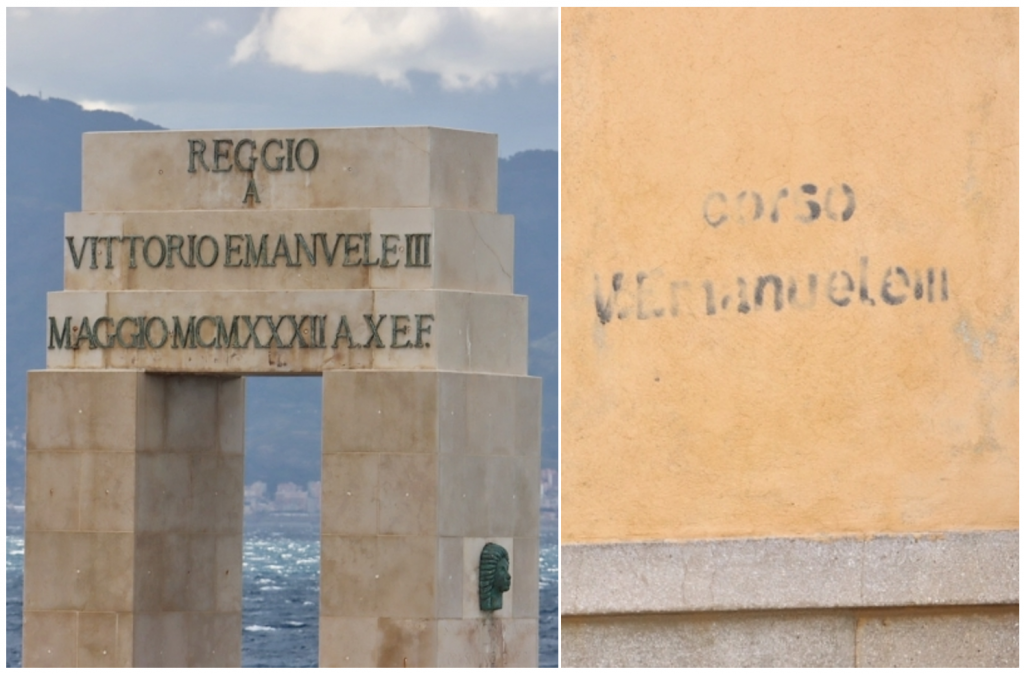 REGGIO
A
VITTORIO EMANVELE III
MAGGIO MCMXXXII A.X E.F.
corso
V.Emanuele III